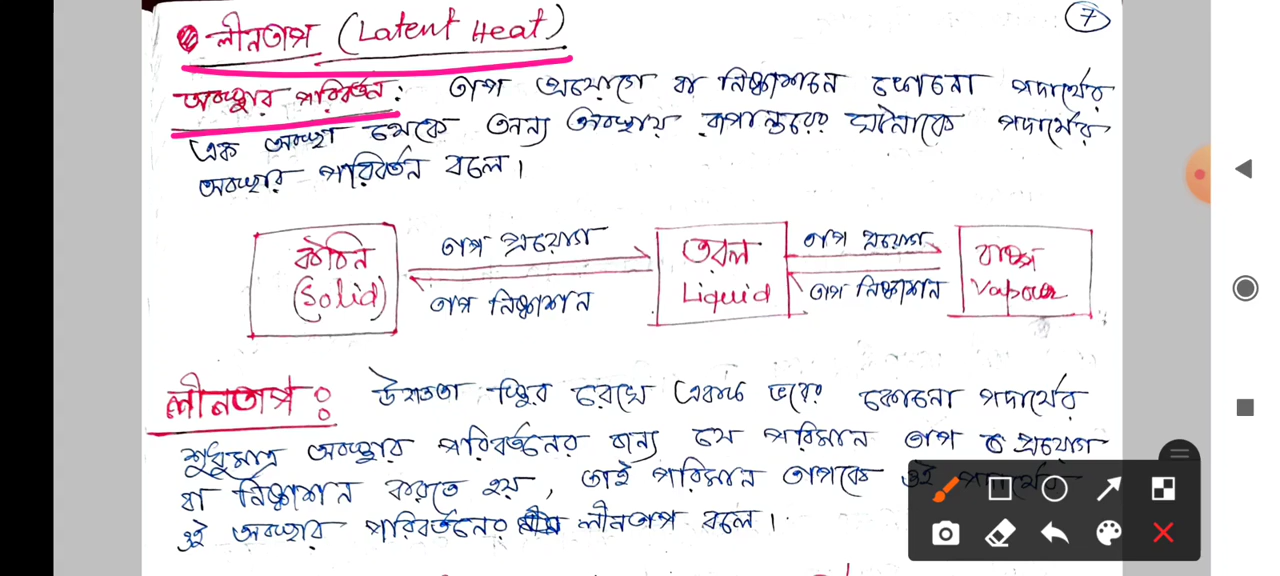 7
লীনতাপ (Latent Heat)
অবস্থার পরিবর্তন: তাপ প্রয়োগে বা নিষ্কাশনে কোনো পদার্থের
এক অবস্থা থেকে অন্য অবস্থায় রূপান্তরের ঘটনাকে পদার্থের
অবস্থার পরিবর্তন বলে।
কঠিন
(Solid)
তাপ প্রয়োগ
তাপ নিষ্কাশন
তরল
Liquid
তাপ প্রয়োগ
তাপ নিষ্কাশন
বাষ্প
Vapour
লীনতাপ : উষ্ণতা স্থির রেখে একক ভরের কোনো পদার্থের
শুধুমাত্র অবস্থার পরিবর্তনের জন্য যে পরিমান তাপ প্রয়োগ
বা নিষ্কাশন করতে হয়, তাই পরিমান তাপকে ওই পদার্থের
ওই অবস্থার পরিবর্তনের লীনতাপ বলে।